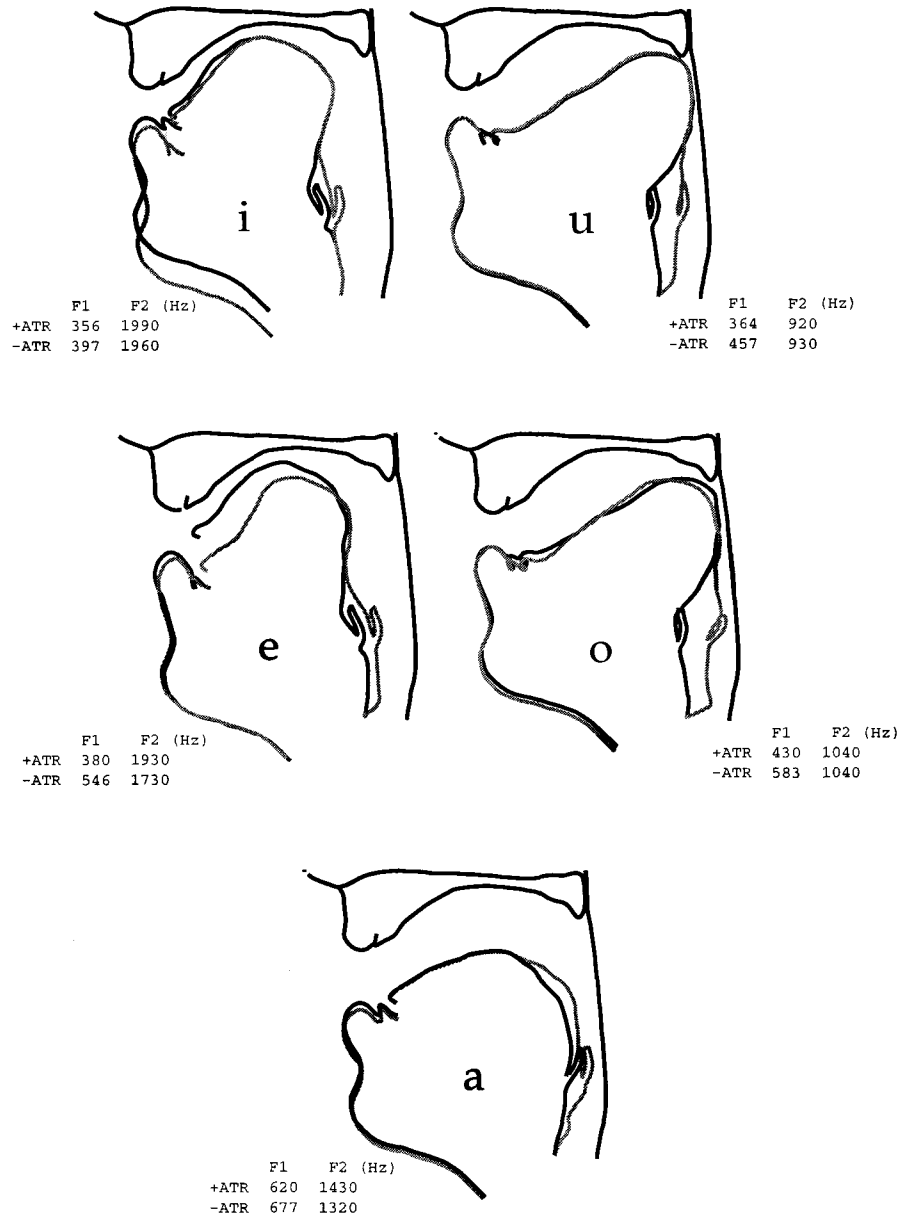 i
F1 F2 (Hz)
+ATR 356 1990
-ATR 397 1960
u
F1 F2 (Hz)
+ATR 364 920
-ATR 457 930
e
F1 F2 (Hz)
+ATR 380 1930
-ATR 546 1730
o
F1 F2 (Hz)
+ATR 430 1040
-ATR 583 1040
a
F1 F2 (Hz)
+ATR 620 1430
-ATR 677 1320